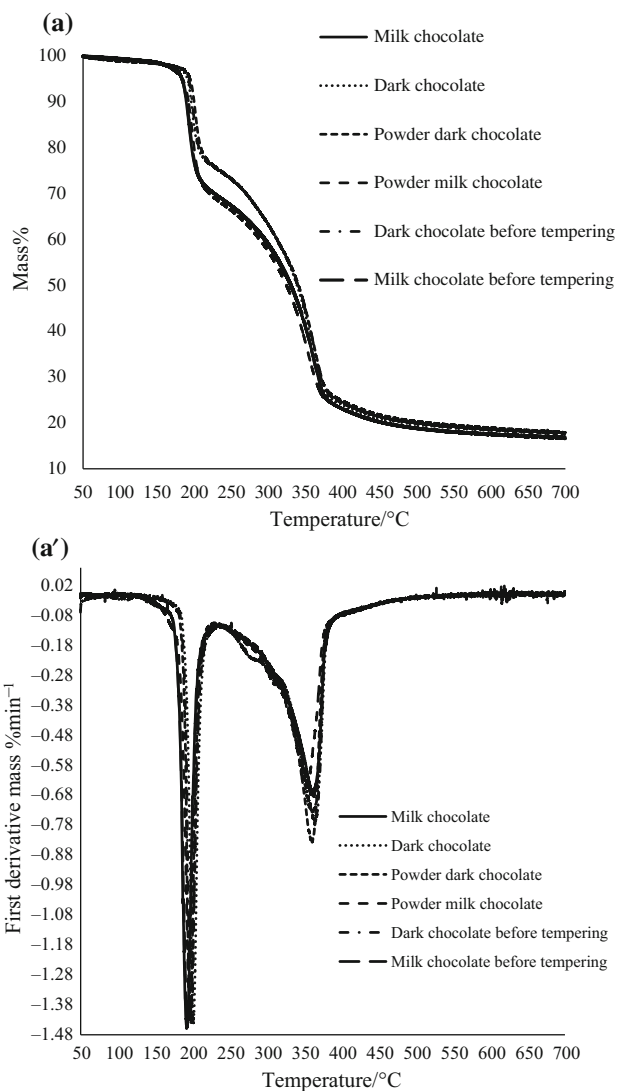 (a)
Milk chocolate
Dark chocolate
Powder dark chocolate
Powder milk chocolate
Dark chocolate before tempering
Milk chocolate before tempering
100
90
80
70
60
50
40
30
20
10
Mass%
50 100 150 200 250 300 350 400 450 500 550 600 650 700
Temperature/°C
(a′)
0.02
–0.08
–0.18
–0.28
–0.38
–0.48
–0.58
–0.68
–0.78
–0.88
–0.98
–1.08
–1.18
–1.28
–1.38
–1.48
First derivative mass %min⁻¹
Milk chocolate
Dark chocolate
Powder dark chocolate
Powder milk chocolate
Dark chocolate before tempering
Milk chocolate before tempering
50 100 150 200 250 300 350 400 450 500 550 600 650 700
Temperature/°C